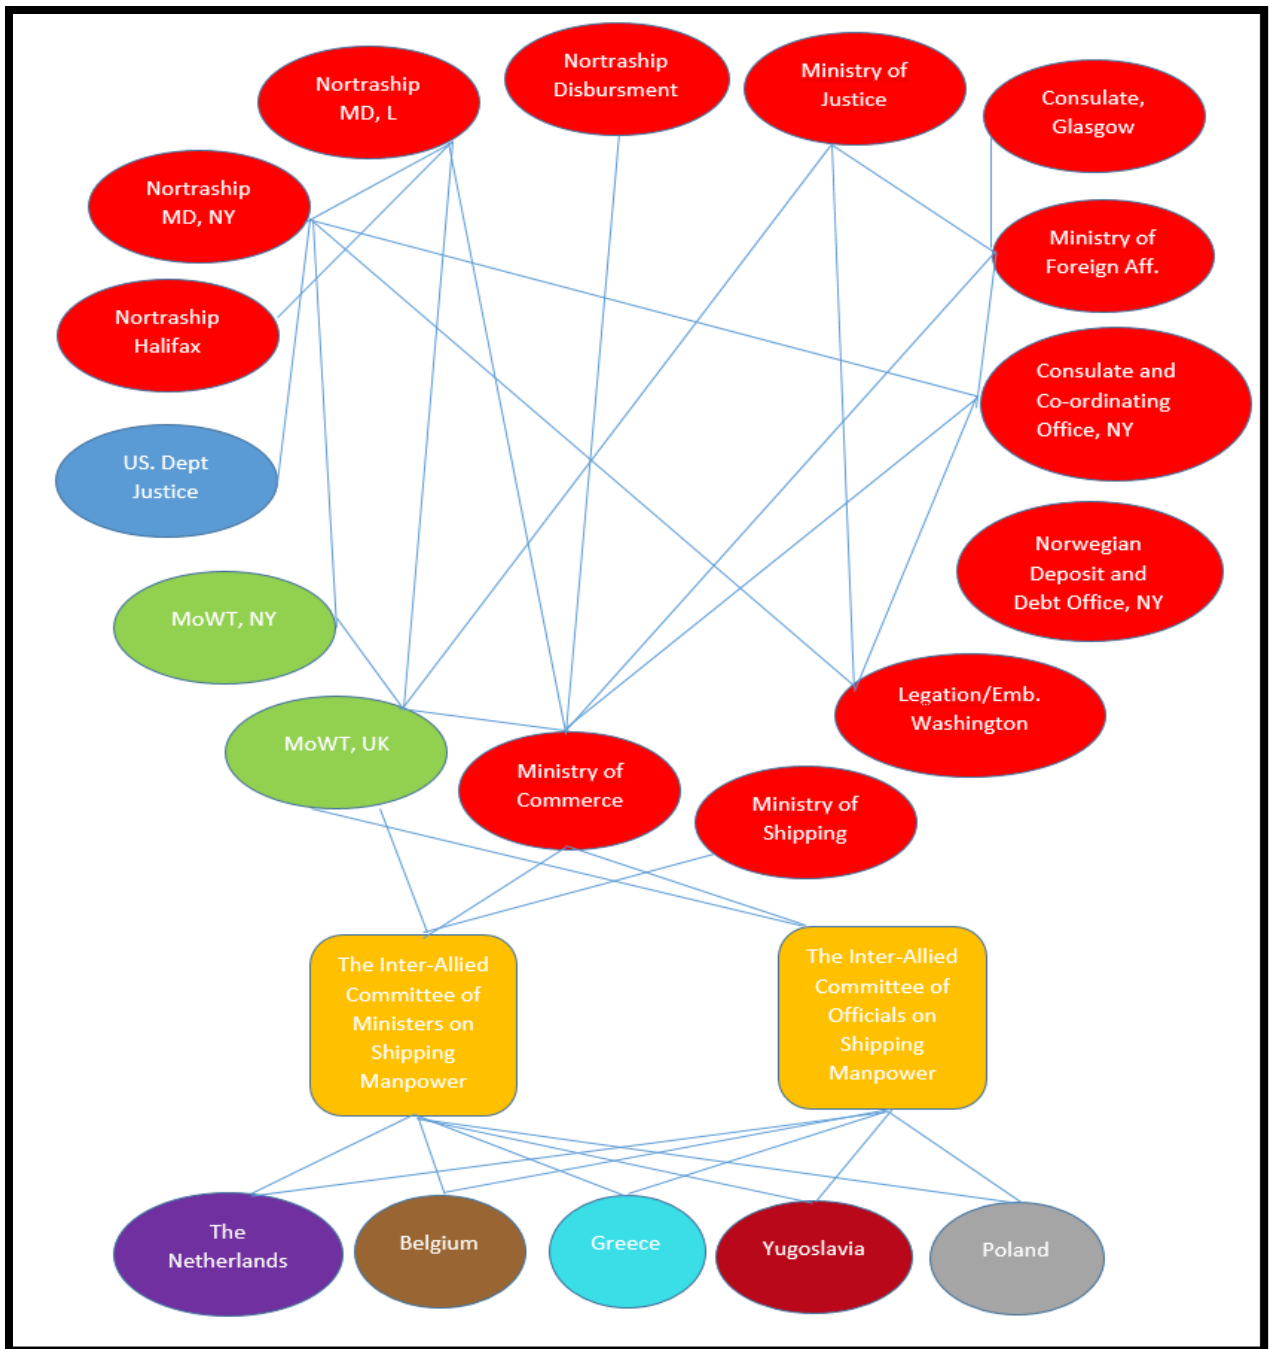 Nortraship
MD, L
Nortraship
Disbursment
Ministry of
Justice
Consulate,
Glasgow
Nortraship
MD, NY
Ministry of
Foreign Aff.
Nortraship
Halifax
Consulate and
Co-ordinating
Office, NY
US. Dept
Justice
Norwegian
Deposit and
Debt Office, NY
MoWT, NY
Legation/Emb.
Washington
MoWT, UK
Ministry of
Commerce
Ministry of
Shipping
The Inter-Allied
Committee of
Ministers on
Shipping
Manpower
The Inter-Allied
Committee of
Officials on
Shipping
Manpower
The
Netherlands
Belgium
Greece
Yugoslavia
Poland